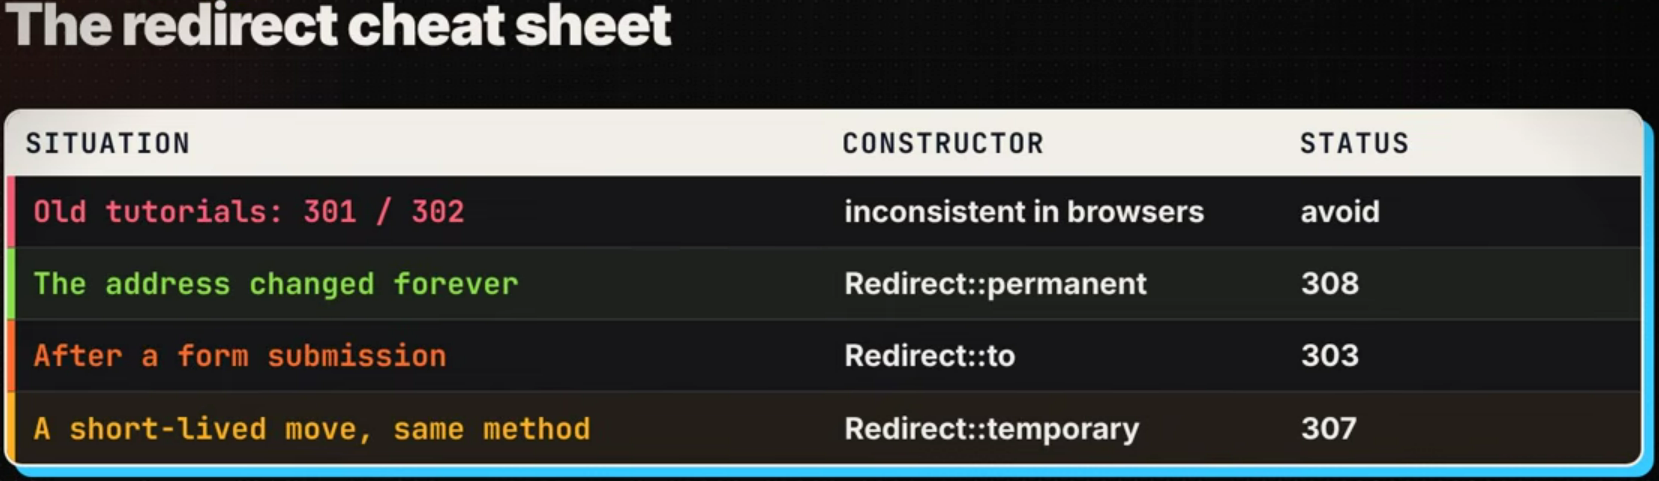 The redirect cheat sheet
SITUATION CONSTRUCTOR STATUS
Old tutorials: 301 / 302 inconsistent in browsers avoid
The address changed forever Redirect::permanent 308
After a form submission Redirect::to 303
A short-lived move, same method Redirect::temporary 307